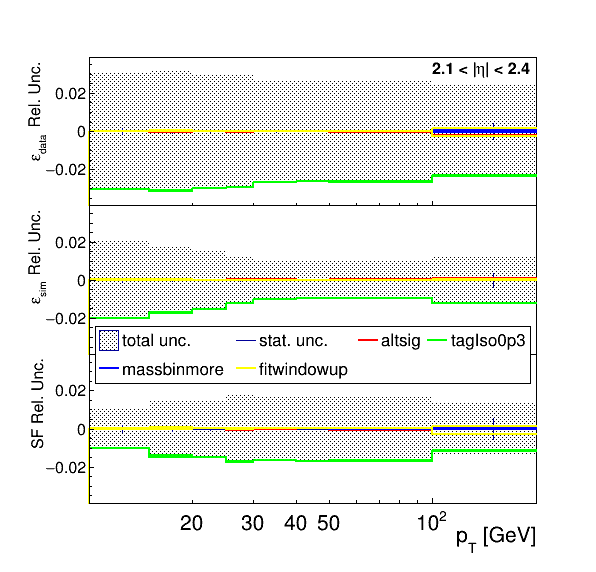 2.1 < |η| < 2.4
ε_data Rel. Unc.
0.02
0
−0.02
ε_sim Rel. Unc.
0.02
0
−0.02
total unc. stat. unc. altsig tagIso0p3
massbinmore fitwindowup
SF Rel. Unc.
0.02
0
−0.02
20 30 40 50 10²
p_T [GeV]